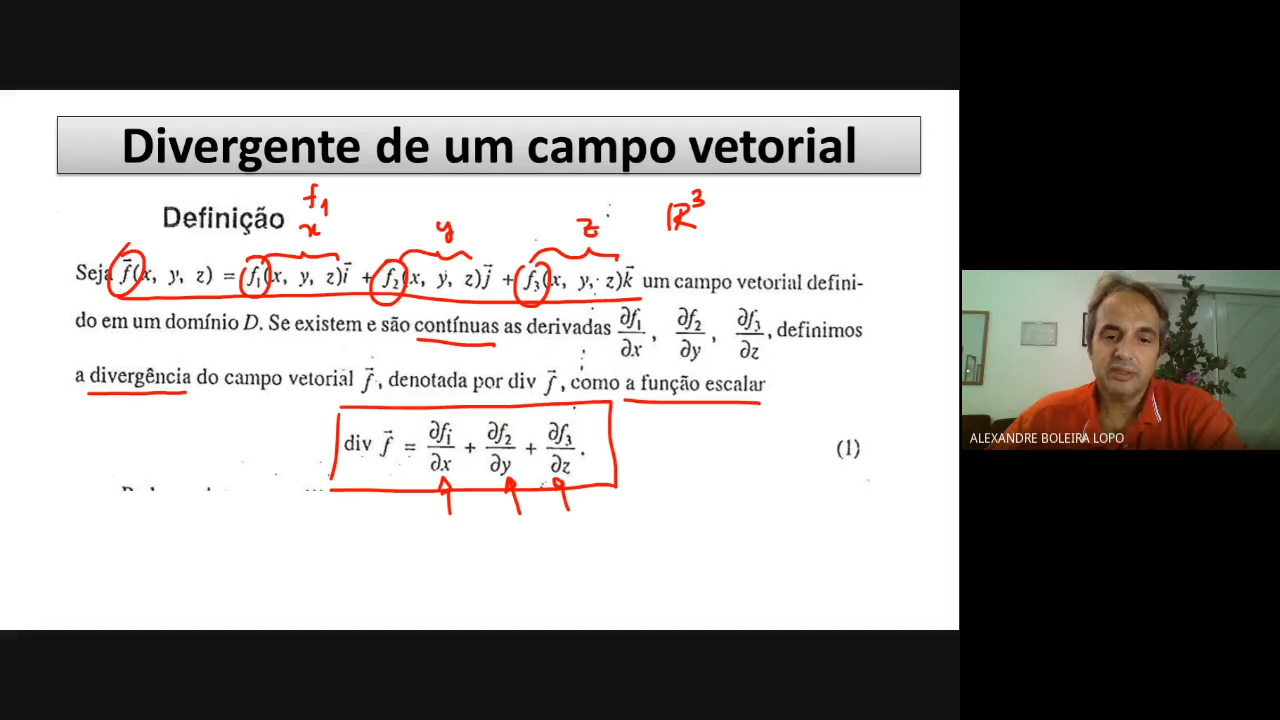 Divergente de um campo vetorial
f₁
Definição
x
y
z
ℝ³
Seja f⃗(x, y, z) = f₁(x, y, z)i⃗ + f₂(x, y, z)j⃗ + f₃(x, y, z)k⃗ um campo vetorial defini-
do em um domínio D. Se existem e são contínuas as derivadas ∂f₁/∂x , ∂f₂/∂y , ∂f₃/∂z, definimos
a divergência do campo vetorial f⃗, denotada por div f⃗, como a função escalar
div f⃗ = ∂f₁/∂x + ∂f₂/∂y + ∂f₃/∂z. (1)
ALEXANDRE BOLEIRA LOPO